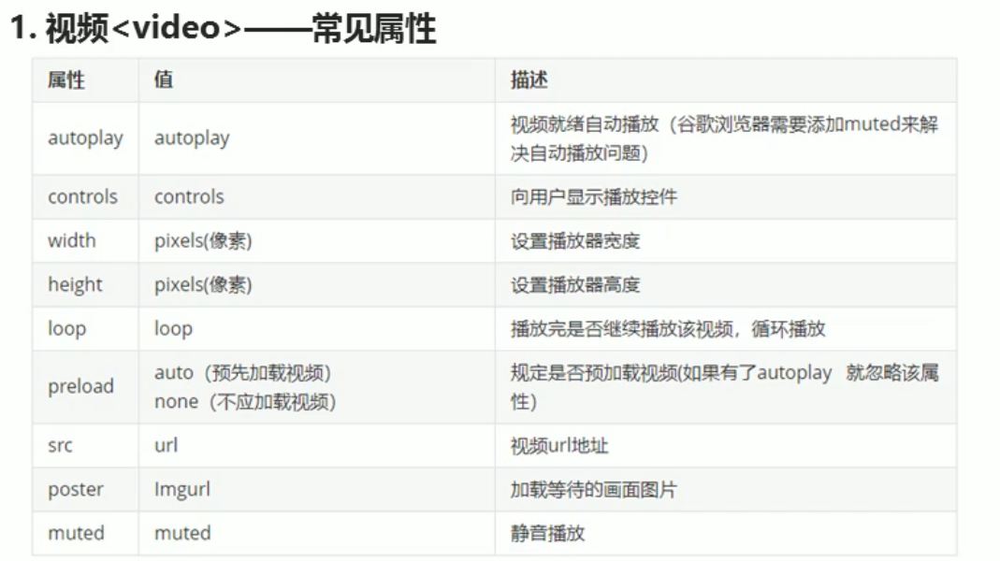 1. 视频<video>——常见属性
属性 值 描述
autoplay autoplay 视频就绪自动播放（谷歌浏览器需要添加muted来解
决自动播放问题）
controls controls 向用户显示播放控件
width pixels(像素) 设置播放器宽度
height pixels(像素) 设置播放器高度
loop loop 播放完是否继续播放该视频，循环播放
preload auto（预先加载视频） 规定是否预加载视频(如果有了autoplay 就忽略该属
none（不应加载视频） 性）
src url 视频url地址
poster Imgurl 加载等待的画面图片
muted muted 静音播放